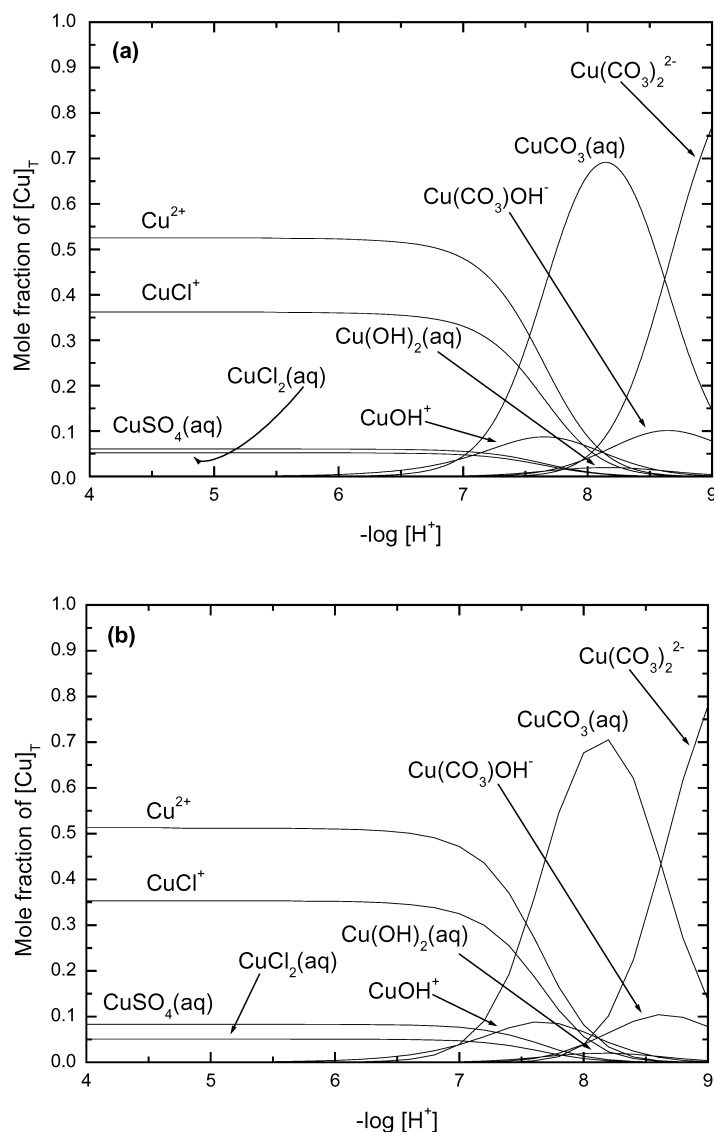 (a)
Cu(CO₃)₂²⁻
CuCO₃(aq)
Cu(CO₃)OH⁻
Cu²⁺
CuCl⁺
Cu(OH)₂(aq)
CuCl₂(aq)
CuSO₄(aq)
CuOH⁺
Mole fraction of [Cu]_T
1.0
0.9
0.8
0.7
0.6
0.5
0.4
0.3
0.2
0.1
0.0
4 5 6 7 8 9
-log [H⁺]
(b)
Cu(CO₃)₂²⁻
CuCO₃(aq)
Cu(CO₃)OH⁻
Cu²⁺
CuCl⁺
Cu(OH)₂(aq)
CuCl₂(aq)
CuOH⁺
CuSO₄(aq)
Mole fraction of [Cu]_T
1.0
0.9
0.8
0.7
0.6
0.5
0.4
0.3
0.2
0.1
0.0
4 5 6 7 8 9
-log [H⁺]